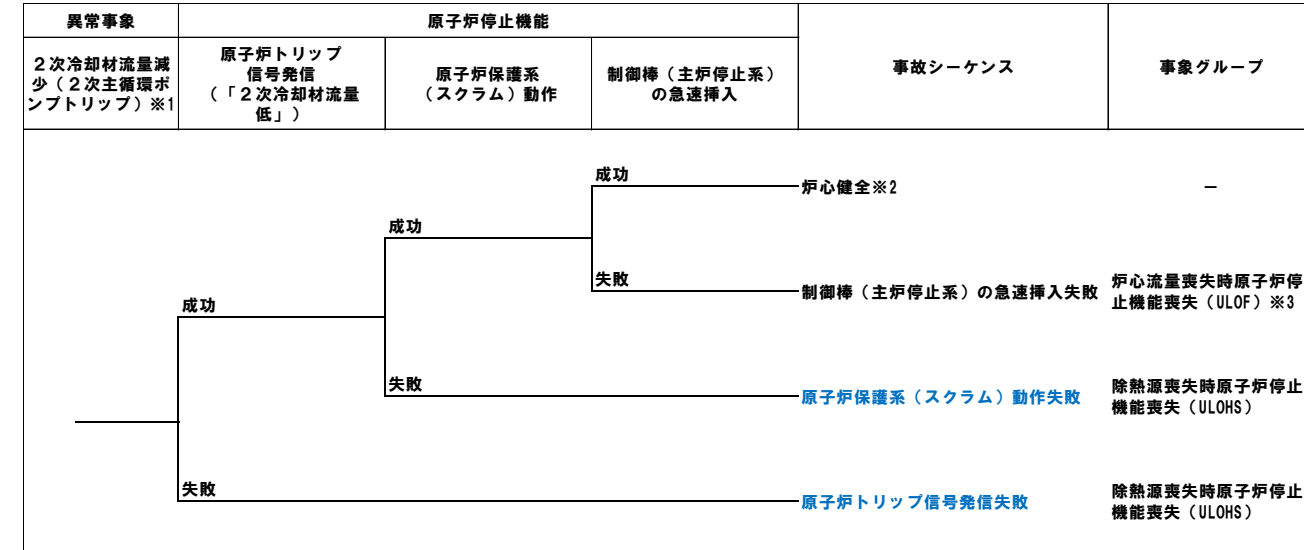 異常事象
原子炉停止機能
２次冷却材流量減
少（２次主循環ポ
ンプトリップ）※1
原子炉トリップ
信号発信
（「２次冷却材流量
低」）
原子炉保護系
（スクラム）動作
制御棒（主炉停止系）
の急速挿入
事故シーケンス
事象グループ
成功
炉心健全※2
－
成功
失敗
制御棒（主炉停止系）の急速挿入失敗
炉心流量喪失時原子炉停
止機能喪失（ULOF）※3
成功
失敗
原子炉保護系（スクラム）動作失敗
除熱源喪失時原子炉停止
機能喪失（ULOHS）
失敗
原子炉トリップ信号発信失敗
除熱源喪失時原子炉停止
機能喪失（ULOHS）